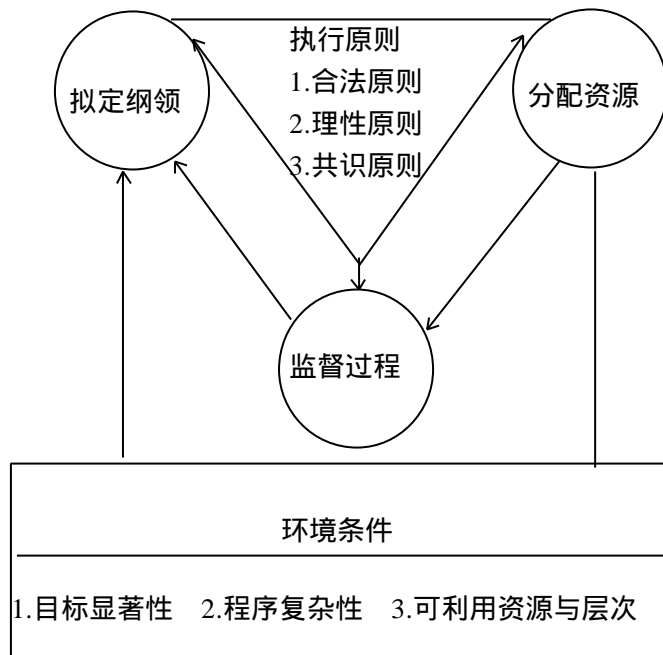 执行原则
拟定纲领
1.合法原则
分配资源
2.理性原则
3.共识原则
监督过程
环境条件
1.目标显著性 2.程序复杂性 3.可利用资源与层次